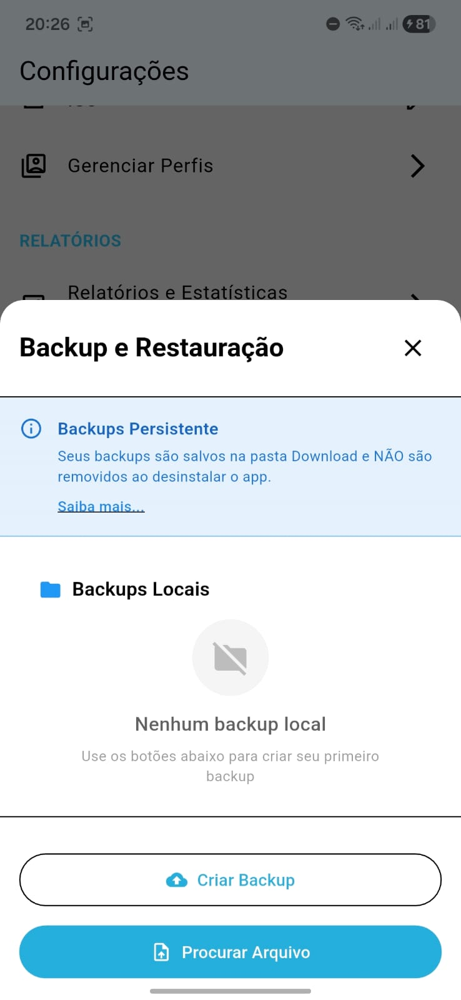 20:26
81
Configurações
Gerenciar Perfis
RELATÓRIOS
Relatórios e Estatísticas
Backup e Restauração
Backups Persistente
Seus backups são salvos na pasta Download e NÃO são
removidos ao desinstalar o app.
Saiba mais...
Backups Locais
Nenhum backup local
Use os botões abaixo para criar seu primeiro
backup
Criar Backup
Procurar Arquivo